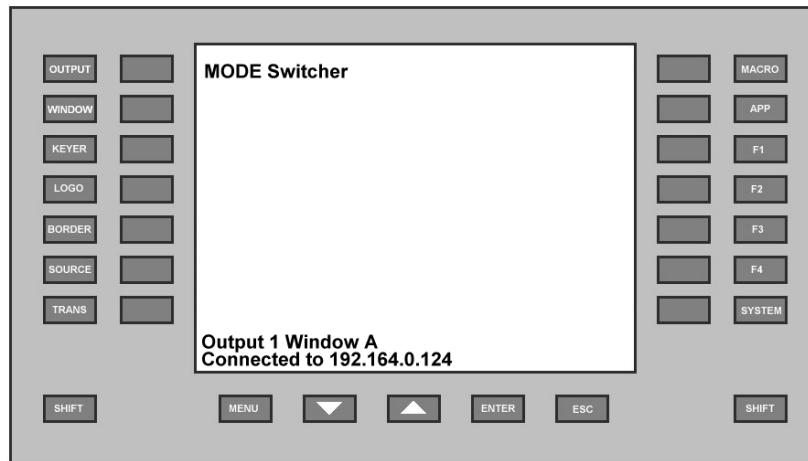 OUTPUT
WINDOW
KEYER
LOGO
BORDER
SOURCE
TRANS
SHIFT
MODE Switcher
Output 1 Window A
Connected to 192.164.0.124
MENU
ENTER
ESC
MACRO
APP
F1
F2
F3
F4
SYSTEM
SHIFT